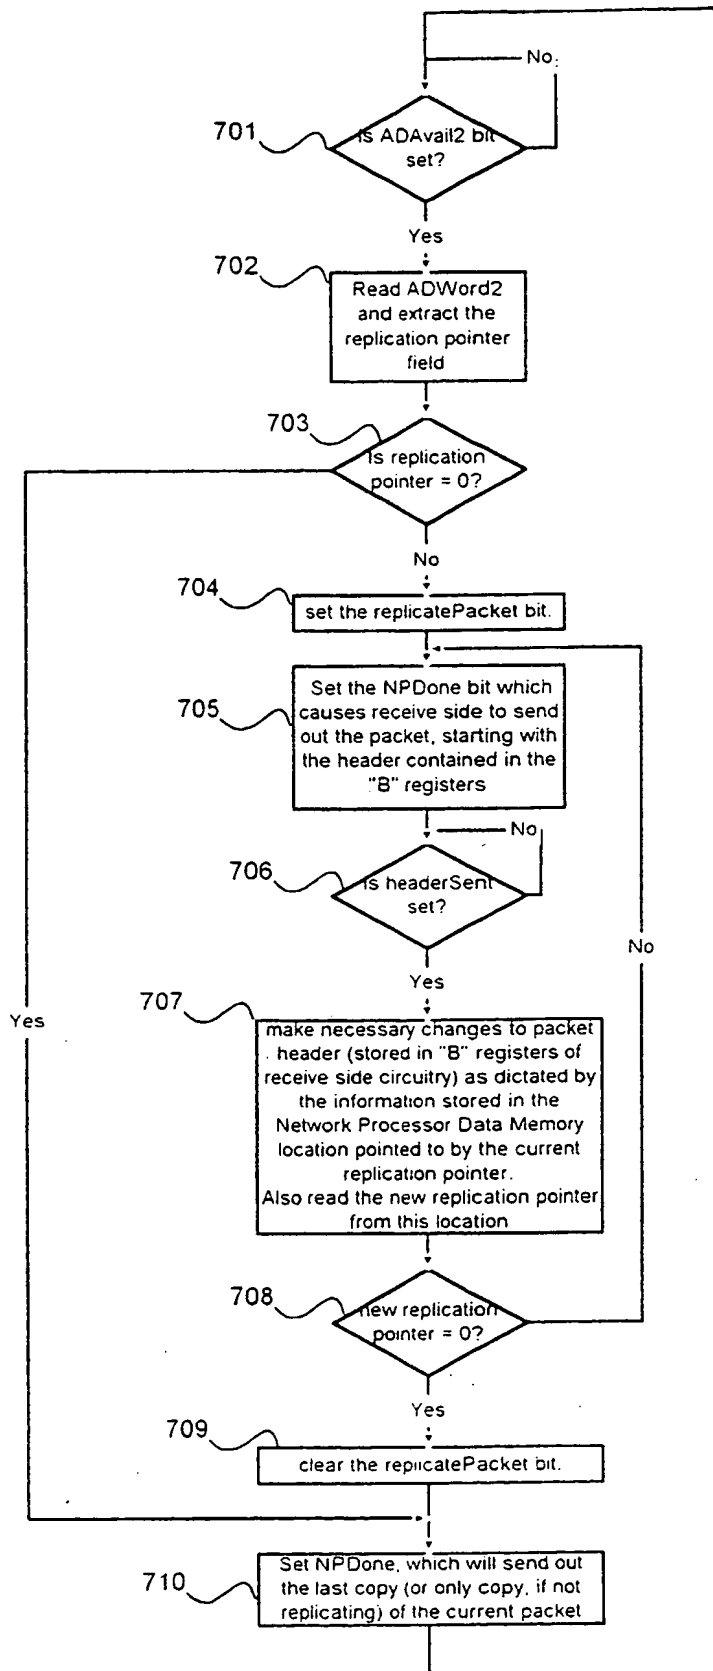 No
701
Is ADAvail2 bit
set?
Yes
702
Read ADWord2
and extract the
replication pointer
field
703
Is replication
pointer = 0?
No
704
set the replicatePacket bit.
705
Set the NPDone bit which
causes receive side to send
out the packet, starting with
the header contained in the
"B" registers
No
706
Is headerSent
set?
No
Yes
707
Yes
make necessary changes to packet
header (stored in "B" registers of
receive side circuitry) as dictated by
the information stored in the
Network Processor Data Memory
location pointed to by the current
replication pointer.
Also read the new replication pointer
from this location
708
new replication
pointer = 0?
Yes
709
clear the replicatePacket bit.
710
Set NPDone, which will send out
the last copy (or only copy, if not
replicating) of the current packet